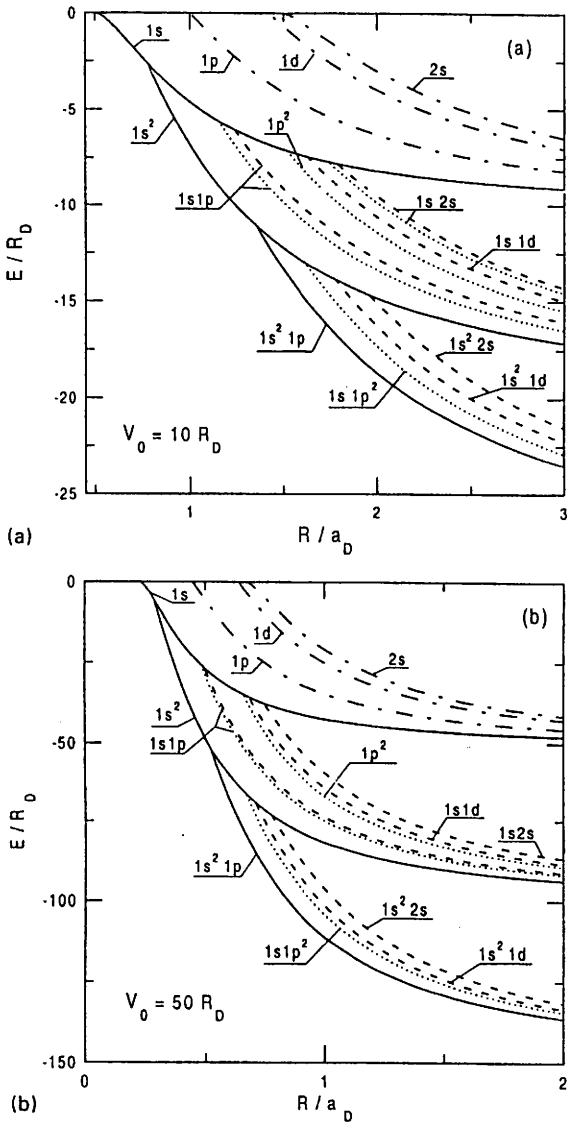 (a)
0
-5
-10
-15
-20
-25
E / R_D
1s
1p
1d
2s
1s²
1p²
1s1p
1s 2s
1s 1d
1s² 1p
1s² 2s
1s² 1d
1s 1p²
V₀ = 10 R_D
1
2
3
R / a_D
(a)
(b)
0
-50
-100
-150
E / R_D
1s
1d
2s
1p
1s²
1s1p
1p²
1s1d
1s2s
1s² 1p
1s² 2s
1s1p²
1s² 1d
V₀ = 50 R_D
0
1
2
R / a_D
(b)